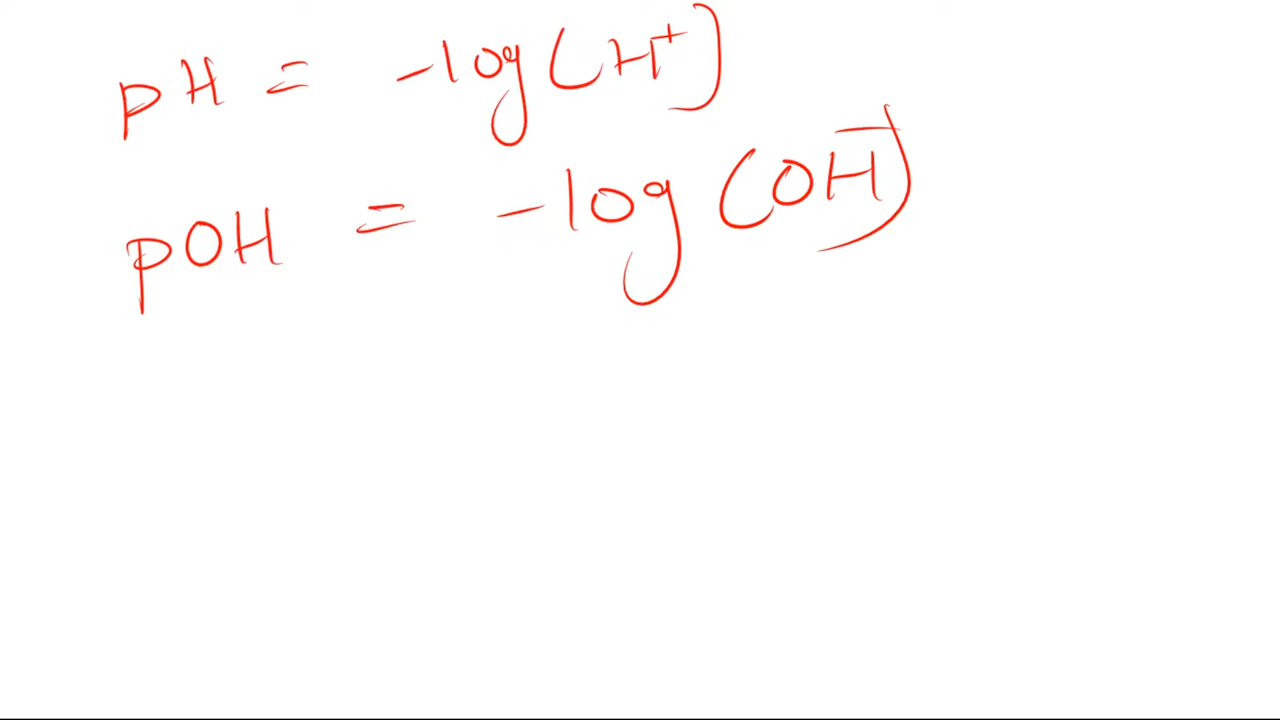 pH = -log(H⁺)
pOH = -log(OH⁻)